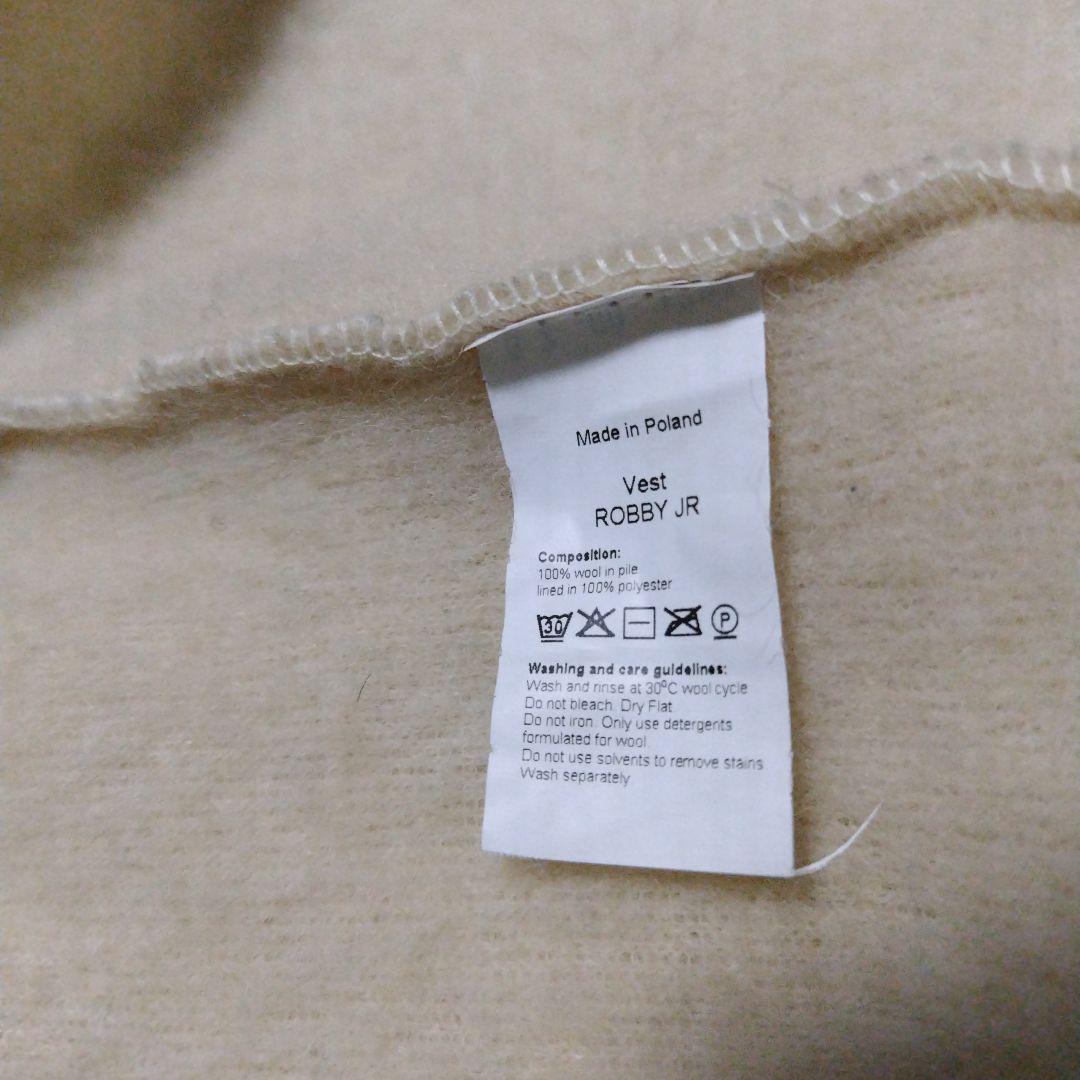 Made in Poland
Vest
ROBBY JR
Composition:
100% wool in pile
lined in 100% polyester
30 P
Washing and care guidelines:
Wash and rinse at 30°C wool cycle
Do not bleach. Dry Flat.
Do not iron. Only use detergents
formulated for wool.
Do not use solvents to remove stains
Wash separately